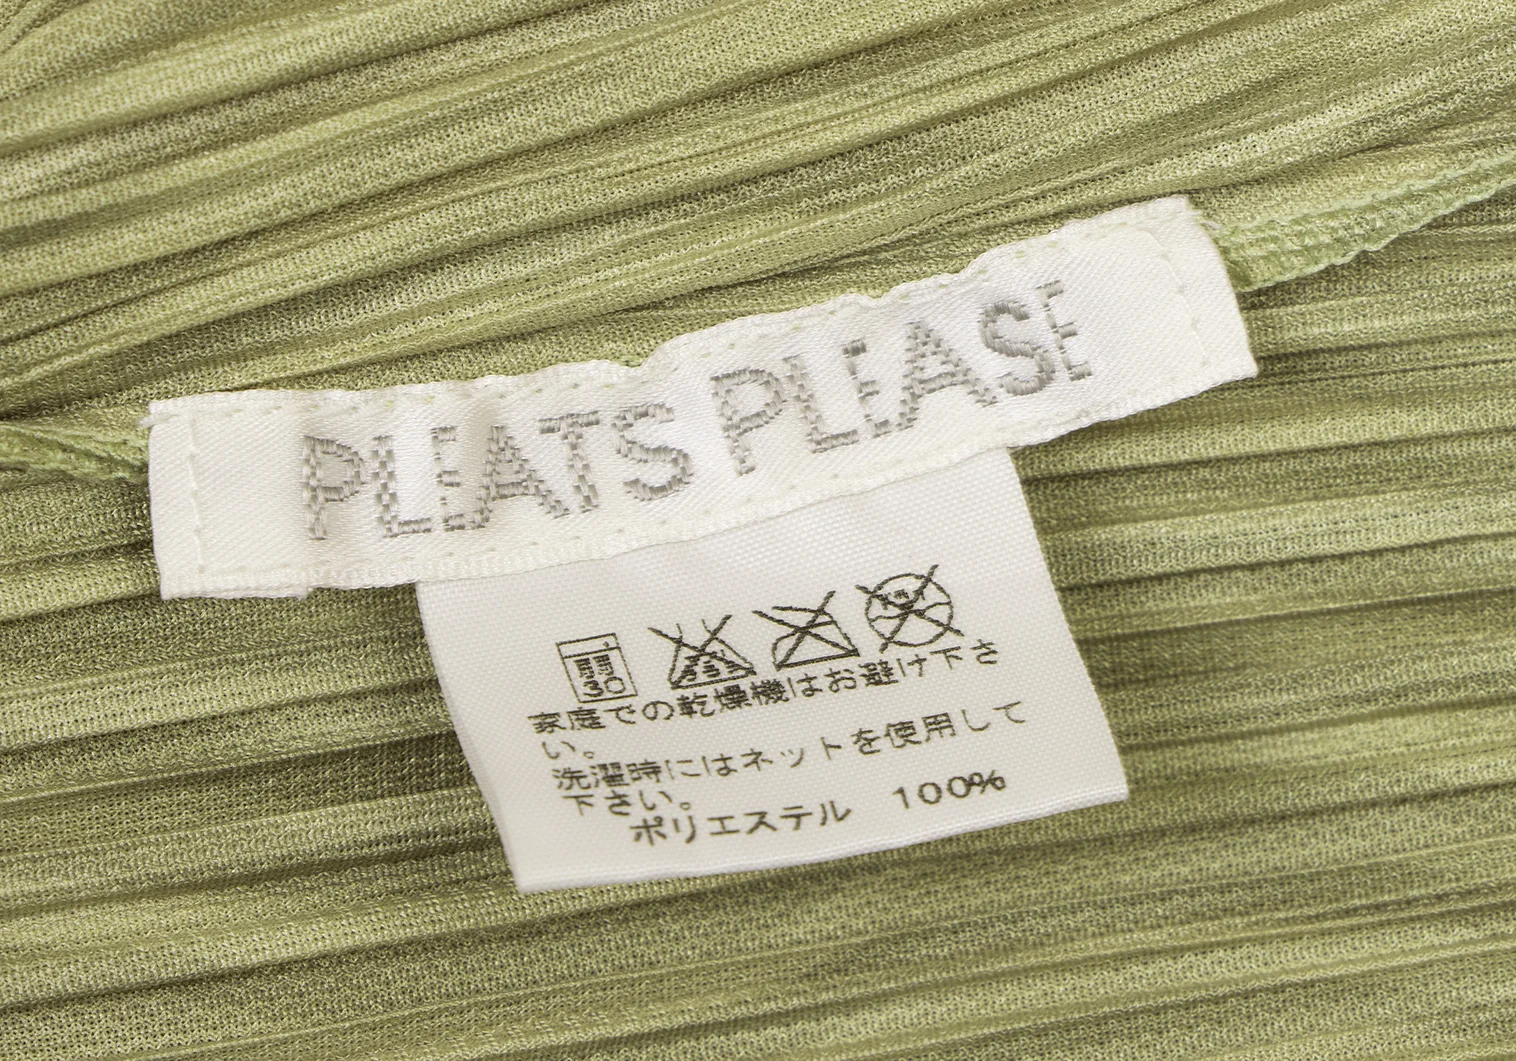 PLEATS PLEASE
弱
30
家庭での乾燥機はお避け下さ
い。
洗濯時にはネットを使用して
下さい。
ポリエステル 100%